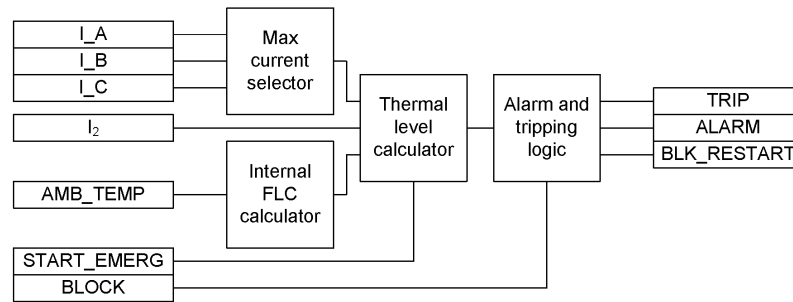 I_A
I_B
I_C
I₂
AMB_TEMP
START_EMERG
BLOCK
Max
current
selector
Internal
FLC
calculator
Thermal
level
calculator
Alarm and
tripping
logic
TRIP
ALARM
BLK_RESTART